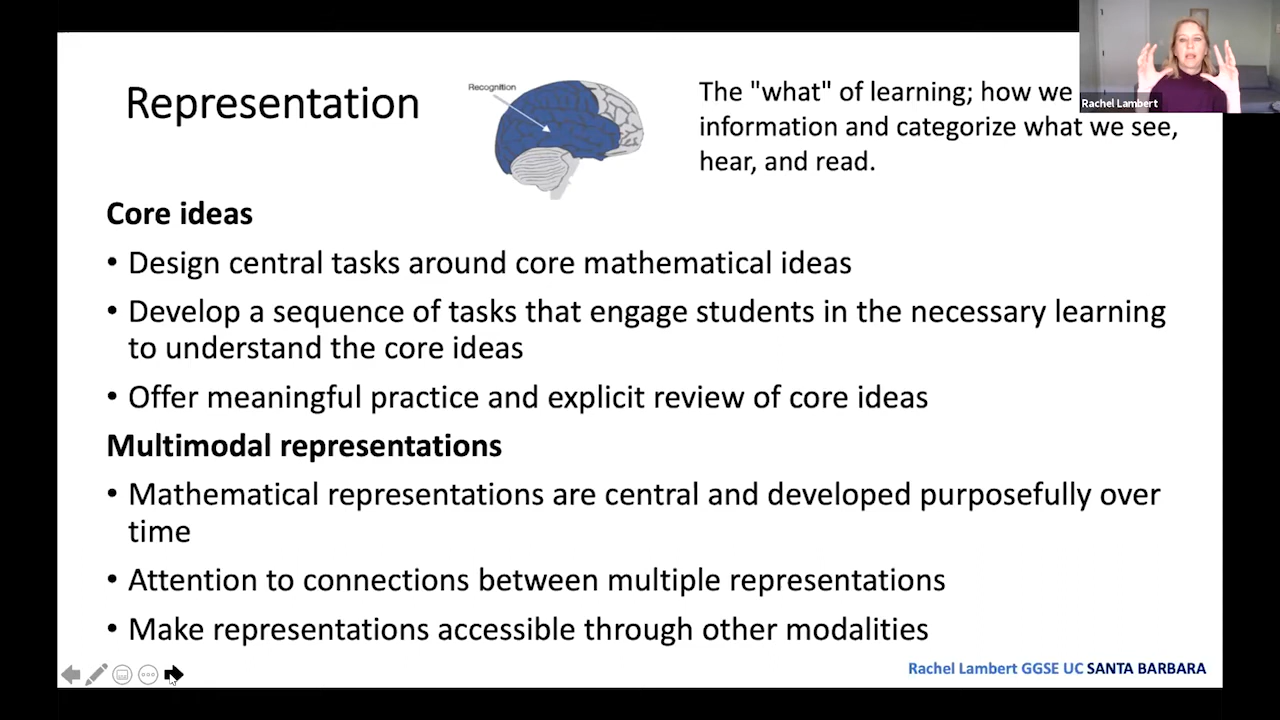 Representation
Recognition
The "what" of learning; how we
information and categorize what we see,
hear, and read.
Rachel Lambert
Core ideas
• Design central tasks around core mathematical ideas
• Develop a sequence of tasks that engage students in the necessary learning
to understand the core ideas
• Offer meaningful practice and explicit review of core ideas
Multimodal representations
• Mathematical representations are central and developed purposefully over
time
• Attention to connections between multiple representations
• Make representations accessible through other modalities
Rachel Lambert GGSE UC SANTA BARBARA